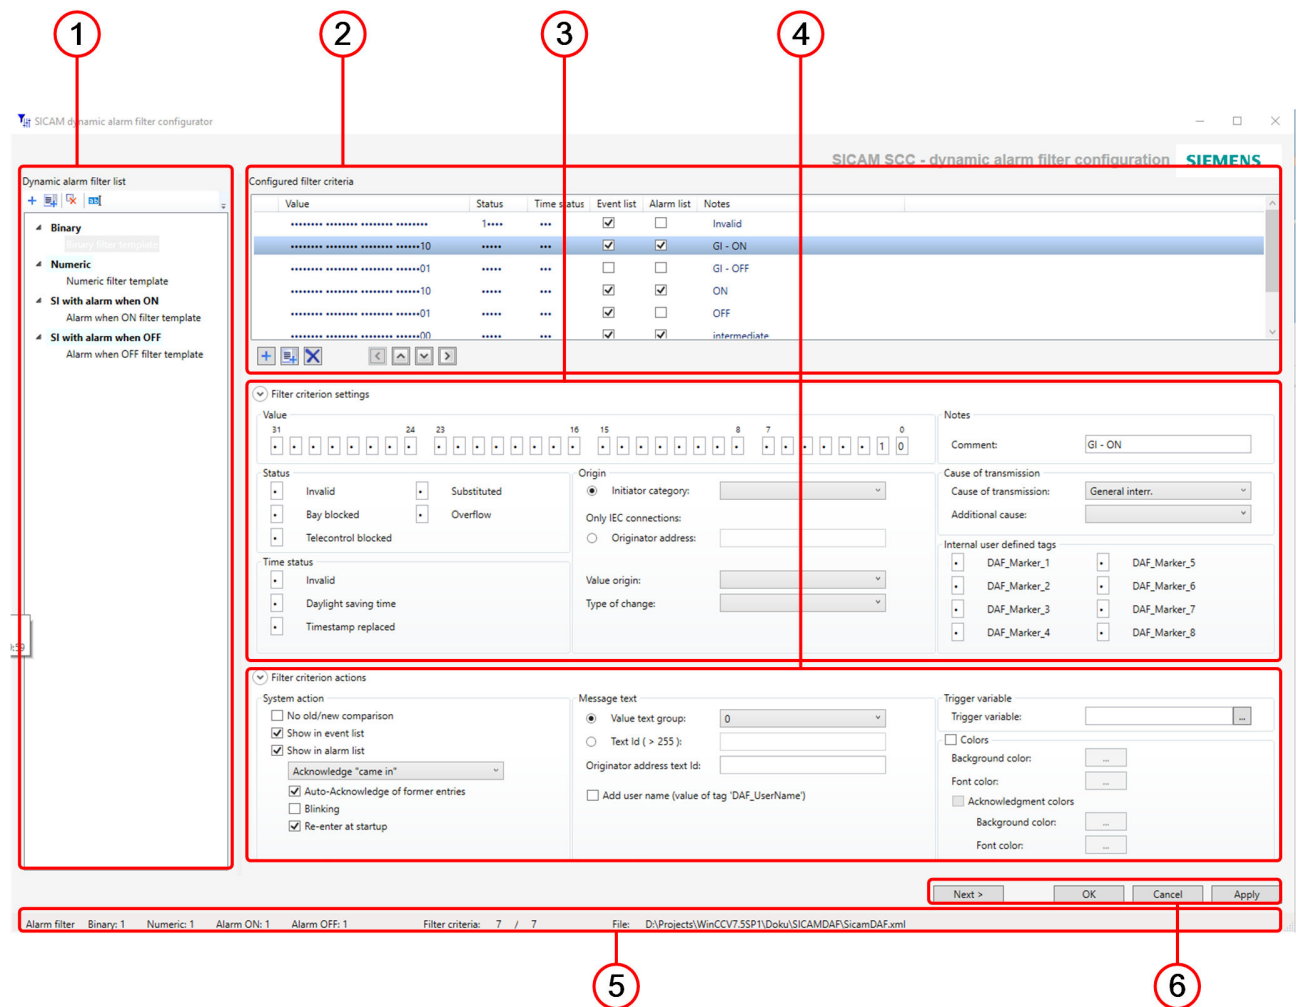 1 2 3 4
SICAM dynamic alarm filter configurator
SICAM SCC - dynamic alarm filter configuration SIEMENS
Dynamic alarm filter list
Binary
Binary filter template
Numeric
Numeric filter template
SI with alarm when ON
Alarm when ON filter template
SI with alarm when OFF
Alarm when OFF filter template
Configured filter criteria
Value Status Time status Event list Alarm list Notes
•••••••• •••••••• •••••••• •••••••• 1•••• ••• Invalid
•••••••• •••••••• •••••••• ••••••10 ••••• ••• GI - ON
•••••••• •••••••• •••••••• ••••••01 ••••• ••• GI - OFF
•••••••• •••••••• •••••••• ••••••10 ••••• ••• ON
•••••••• •••••••• •••••••• ••••••01 ••••• ••• OFF
•••••••• •••••••• •••••••• ••••••00 ••••• ••• intermediate
Filter criterion settings
Value
31 24 23 16 15 8 7 0
• • • • • • • • • • • • • • • • • • • • • • • • • • • • • • 1 0
Notes
Comment: GI - ON
Status
• Invalid • Substituted
• Bay blocked • Overflow
• Telecontrol blocked
Time status
• Invalid
• Daylight saving time
• Timestamp replaced
Origin
Initiator category:
Only IEC connections:
Originator address:
Value origin:
Type of change:
Cause of transmission
Cause of transmission: General interr.
Additional cause:
Internal user defined tags
• DAF_Marker_1 • DAF_Marker_5
• DAF_Marker_2 • DAF_Marker_6
• DAF_Marker_3 • DAF_Marker_7
• DAF_Marker_4 • DAF_Marker_8
Filter criterion actions
System action
No old/new comparison
Show in event list
Show in alarm list
Acknowledge "came in"
Auto-Acknowledge of former entries
Blinking
Re-enter at startup
Message text
Value text group: 0
Text Id ( > 255 ):
Originator address text Id:
Add user name (value of tag 'DAF_UserName')
Trigger variable
Trigger variable: ...
Colors
Background color: ...
Font color: ...
Acknowledgment colors
Background color: ...
Font color: ...
Next > OK Cancel Apply
Alarm filter Binary: 1 Numeric: 1 Alarm ON: 1 Alarm OFF: 1 Filter criteria: 7 / 7 File: D:\Projects\WinCCV7.5SP1\Doku\SICAMDAF\SicamDAF.xml
5 6